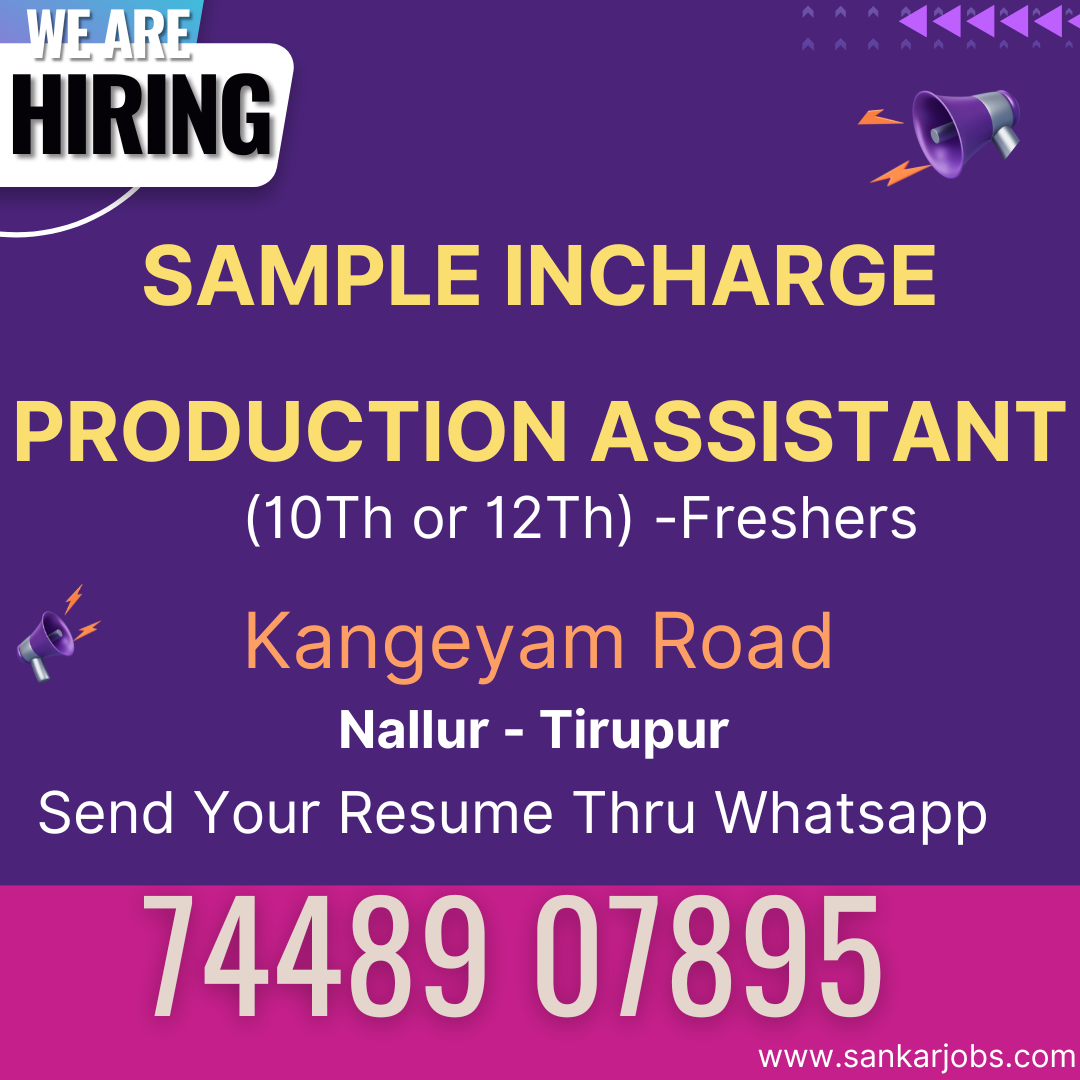 WE ARE
HIRING
SAMPLE INCHARGE
PRODUCTION ASSISTANT
(10Th or 12Th) -Freshers
Kangeyam Road
Nallur - Tirupur
Send Your Resume Thru Whatsapp
74489 07895
www.sankarjobs.com